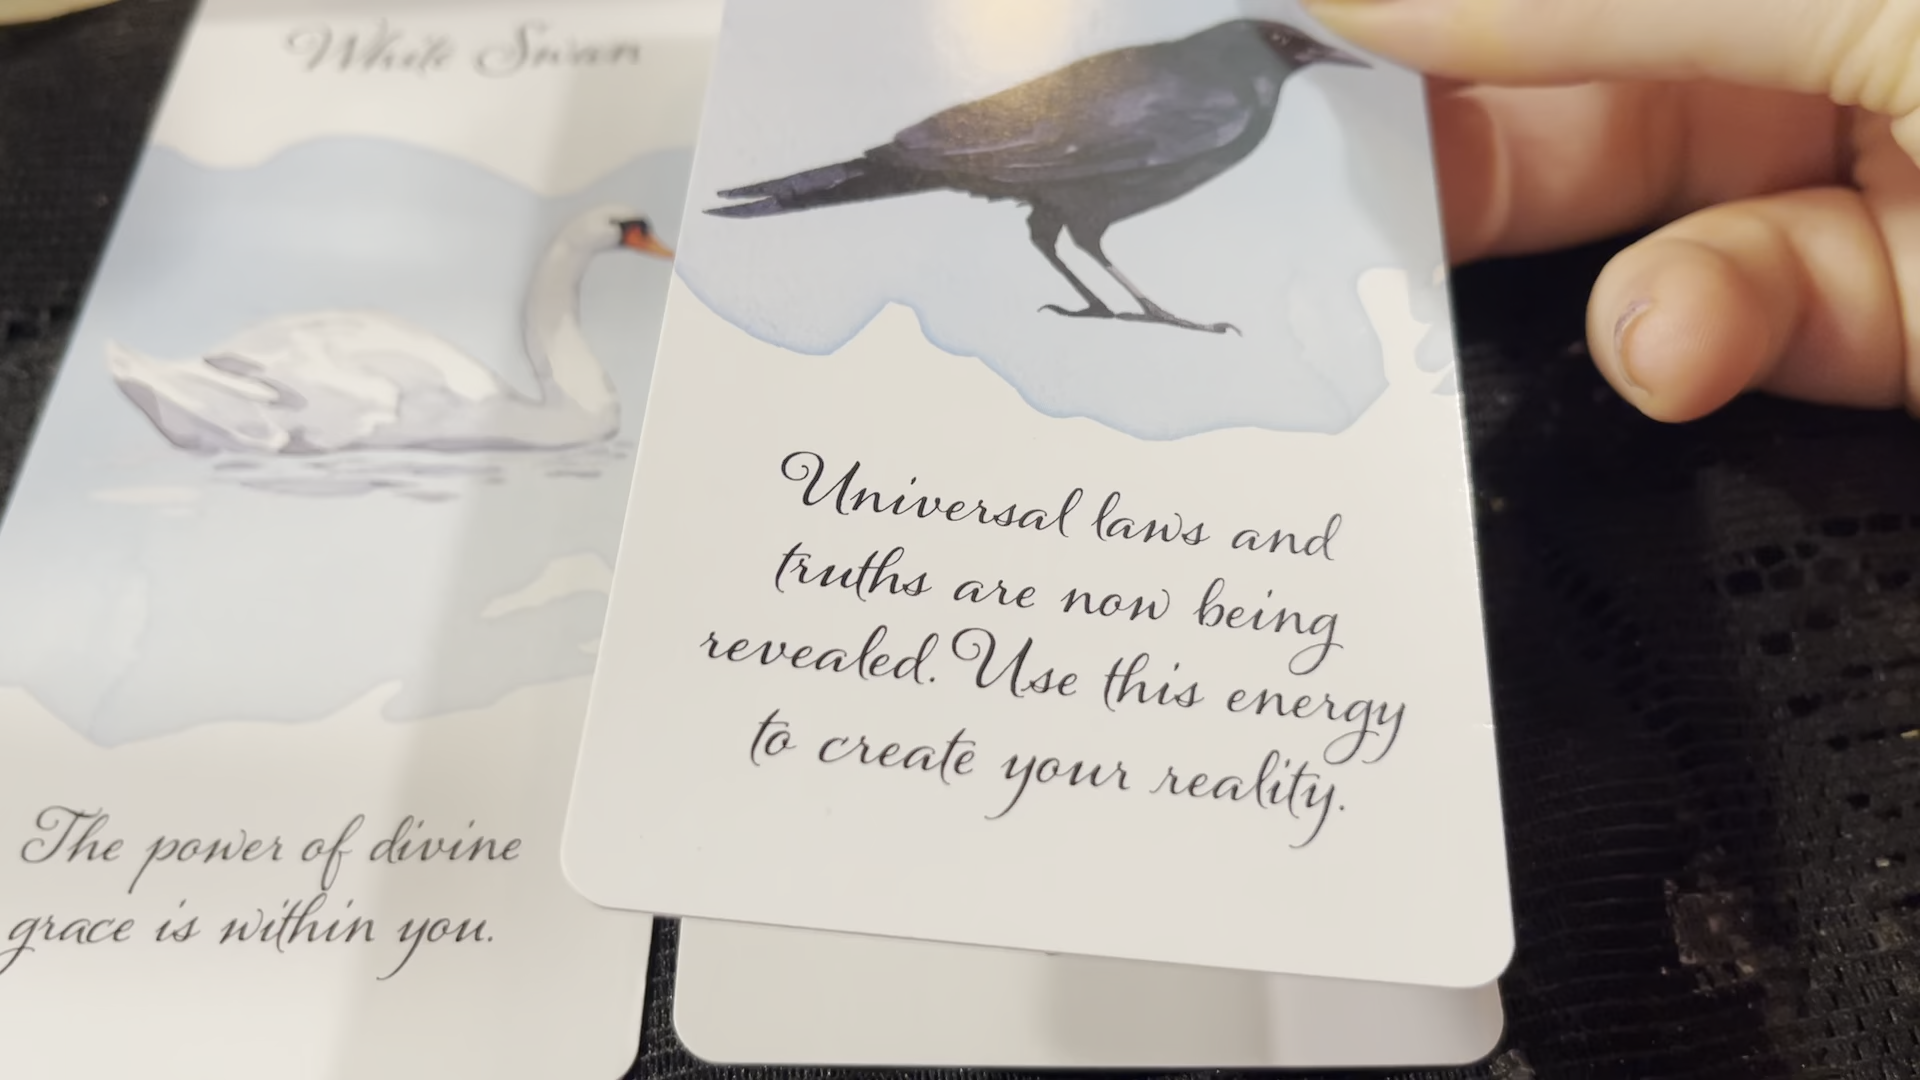 White Swan
The power of divine
grace is within you.
Universal laws and
truths are now being
revealed. Use this energy
to create your reality.